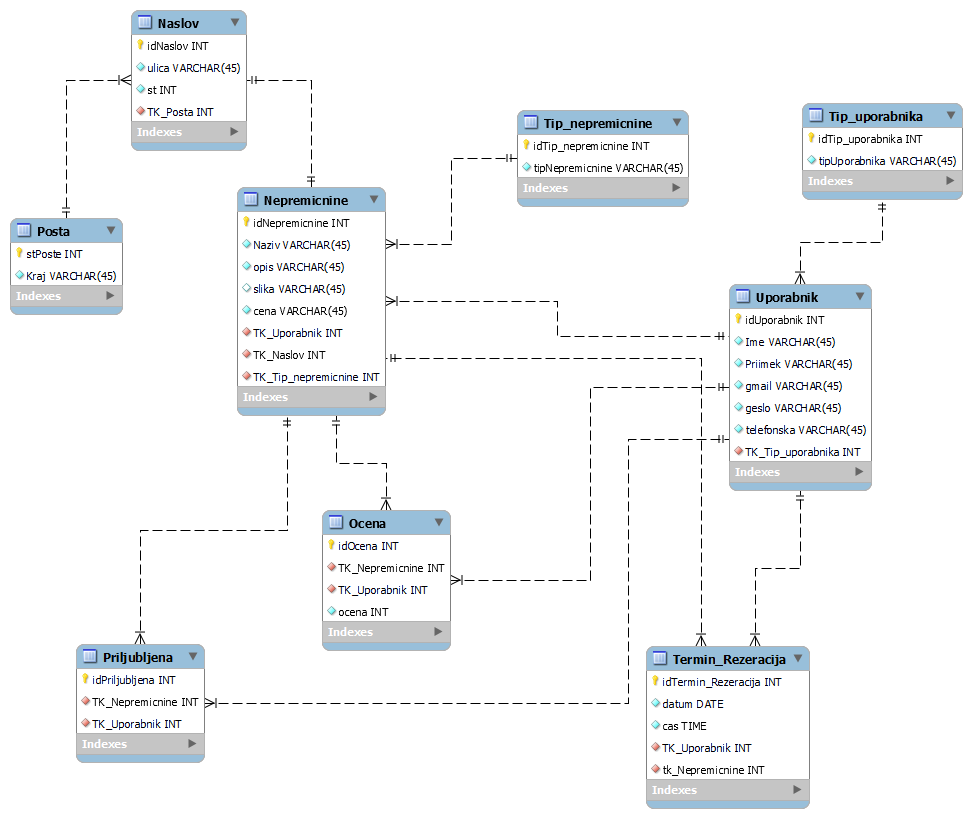 Naslov
idNaslov INT
ulica VARCHAR(45)
st INT
TK_Posta INT
Indexes
Tip_nepremicnine
idTip_nepremicnine INT
tipNepremicnine VARCHAR(45)
Indexes
Tip_uporabnika
idTip_uporabnika INT
tipUporabnika VARCHAR(45)
Indexes
Posta
stPoste INT
Kraj VARCHAR(45)
Indexes
Nepremicnine
idNepremicnine INT
Naziv VARCHAR(45)
opis VARCHAR(45)
slika VARCHAR(45)
cena VARCHAR(45)
TK_Uporabnik INT
TK_Naslov INT
TK_Tip_nepremicnine INT
Indexes
Uporabnik
idUporabnik INT
Ime VARCHAR(45)
Priimek VARCHAR(45)
gmail VARCHAR(45)
geslo VARCHAR(45)
telefonska VARCHAR(45)
TK_Tip_uporabnika INT
Indexes
Ocena
idOcena INT
TK_Nepremicnine INT
TK_Uporabnik INT
ocena INT
Indexes
Priljubljena
idPriljubljena INT
TK_Nepremicnine INT
TK_Uporabnik INT
Indexes
Termin_Rezeracija
idTermin_Rezeracija INT
datum DATE
cas TIME
TK_Uporabnik INT
tk_Nepremicnine INT
Indexes